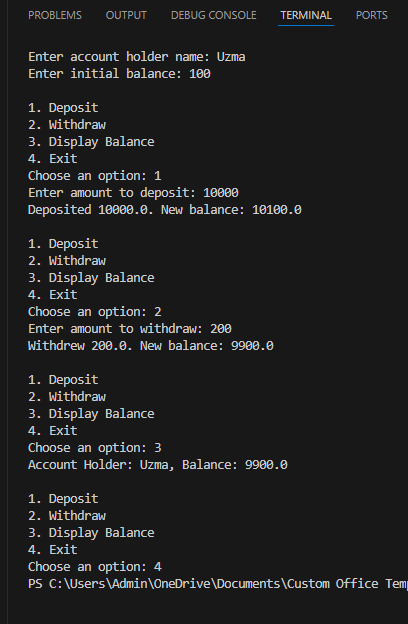 PROBLEMS OUTPUT DEBUG CONSOLE TERMINAL PORTS
Enter account holder name: Uzma
Enter initial balance: 100
1. Deposit
2. Withdraw
3. Display Balance
4. Exit
Choose an option: 1
Enter amount to deposit: 10000
Deposited 10000.0. New balance: 10100.0
1. Deposit
2. Withdraw
3. Display Balance
4. Exit
Choose an option: 2
Enter amount to withdraw: 200
Withdrew 200.0. New balance: 9900.0
1. Deposit
2. Withdraw
3. Display Balance
4. Exit
Choose an option: 3
Account Holder: Uzma, Balance: 9900.0
1. Deposit
2. Withdraw
3. Display Balance
4. Exit
Choose an option: 4
PS C:\Users\Admin\OneDrive\Documents\Custom Office Temp